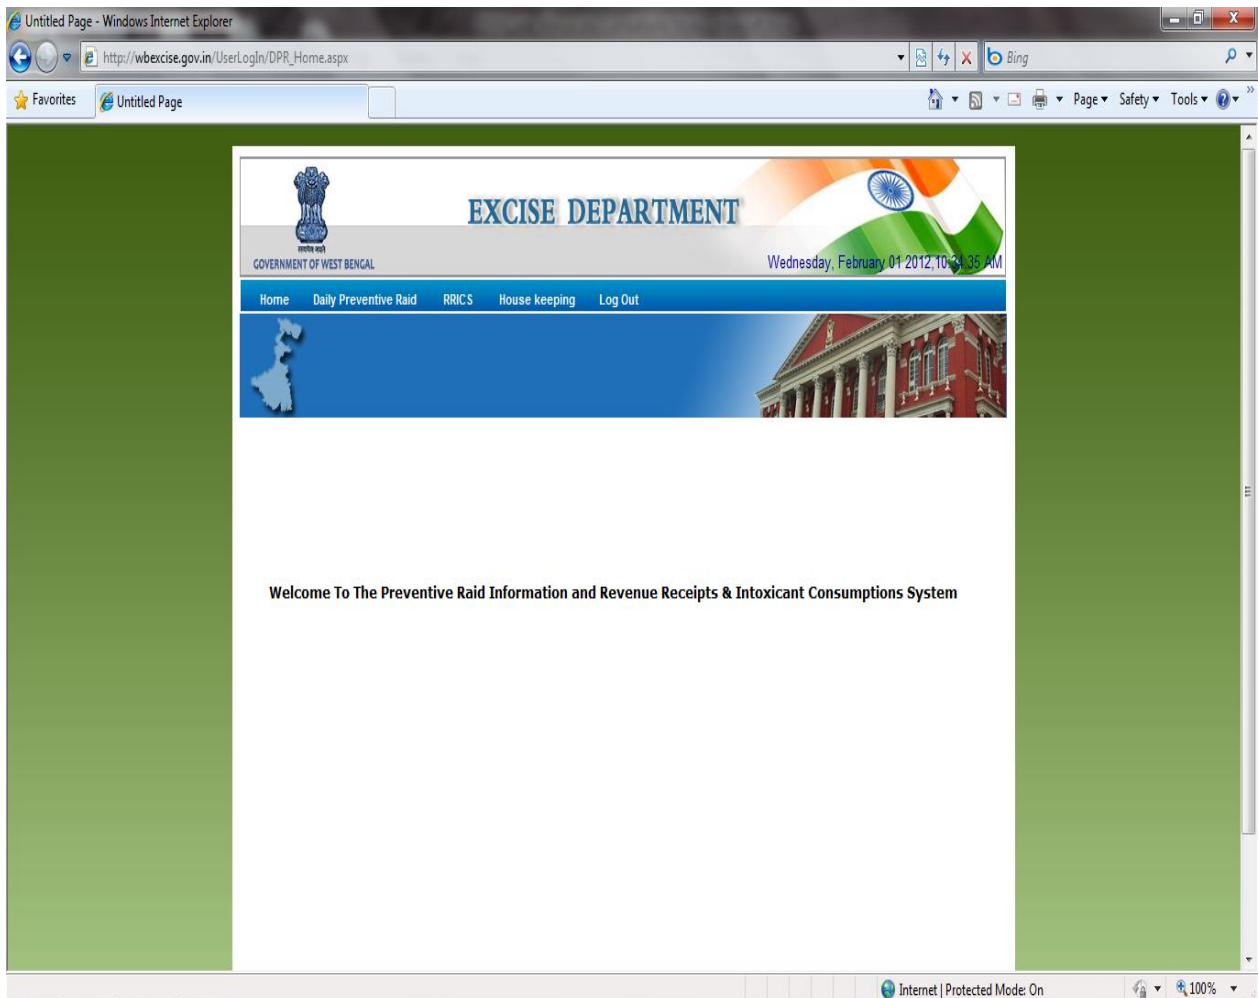 Untitled Page - Windows Internet Explorer
http://wbexcise.gov.in/UserLogIn/DPR_Home.aspx
Bing
Favorites Untitled Page Page Safety Tools
EXCISE DEPARTMENT
सत्यमेव जयते
GOVERNMENT OF WEST BENGAL
Wednesday, February 01 2012,10:34:35 AM
Home Daily Preventive Raid RRICS House keeping Log Out
Welcome To The Preventive Raid Information and Revenue Receipts & Intoxicant Consumptions System
Internet | Protected Mode: On 100%